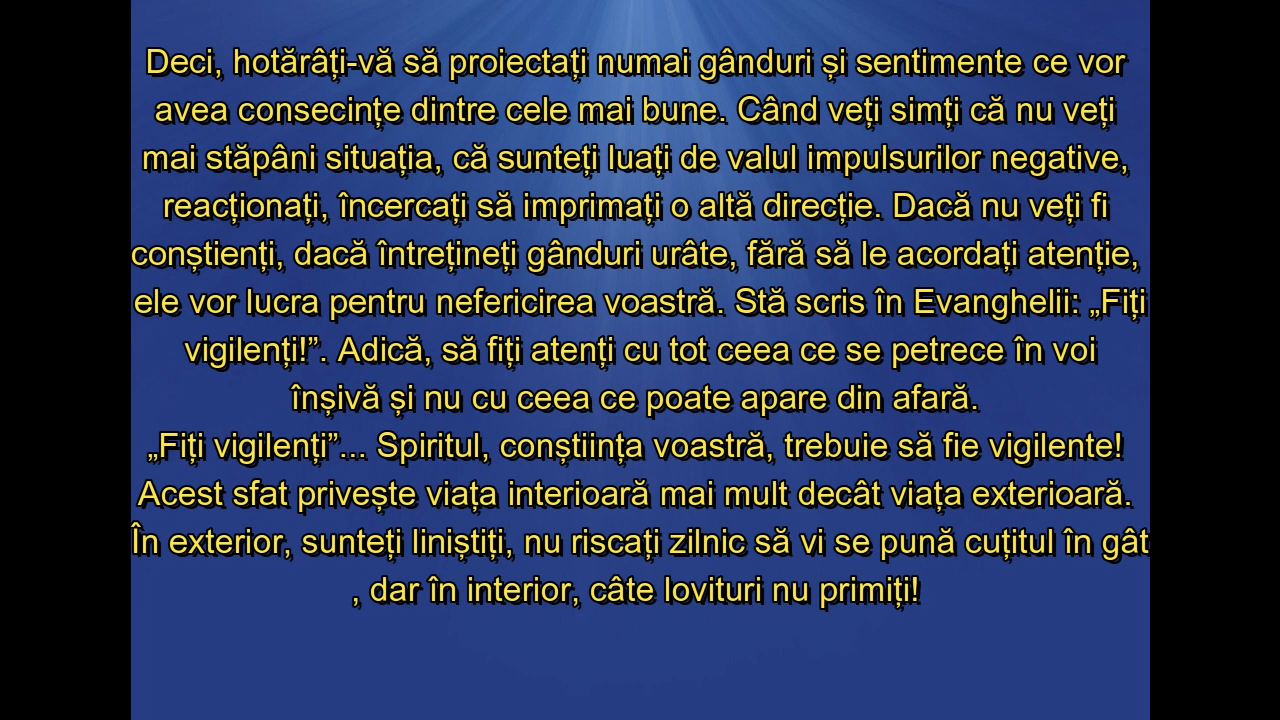 Deci, hotărâți-vă să proiectați numai gânduri și sentimente ce vor
avea consecințe dintre cele mai bune. Când veți simți că nu veți
mai stăpâni situația, că sunteți luați de valul impulsurilor negative,
reacționați, încercați să imprimați o altă direcție. Dacă nu veți fi
conștienți, dacă întrețineți gânduri urâte, fără să le acordați atenție,
ele vor lucra pentru nefericirea voastră. Stă scris în Evanghelii: „Fiți
vigilenți!”. Adică, să fiți atenți cu tot ceea ce se petrece în voi
înșivă și nu cu ceea ce poate apare din afară.
„Fiți vigilenți”... Spiritul, conștiința voastră, trebuie să fie vigilente!
Acest sfat privește viața interioară mai mult decât viața exterioară.
În exterior, sunteți liniștiți, nu riscați zilnic să vi se pună cuțitul în gât
, dar în interior, câte lovituri nu primiți!